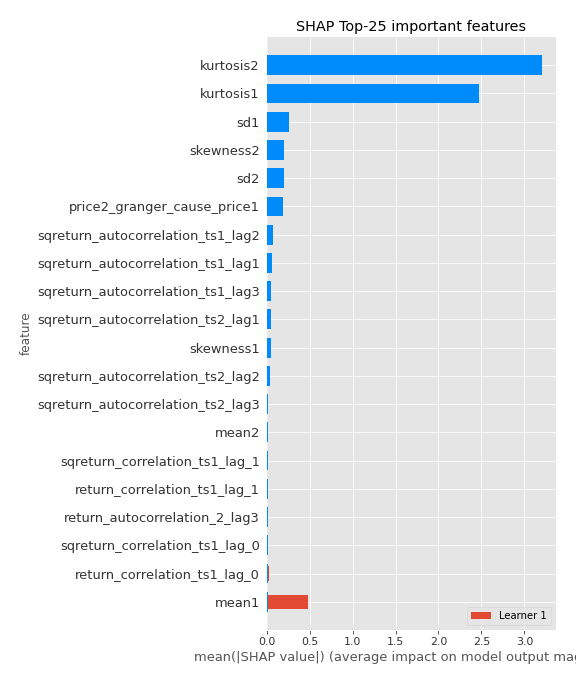 SHAP Top-25 important features
kurtosis2
kurtosis1
sd1
skewness2
sd2
price2_granger_cause_price1
sqreturn_autocorrelation_ts1_lag2
sqreturn_autocorrelation_ts1_lag1
sqreturn_autocorrelation_ts1_lag3
sqreturn_autocorrelation_ts2_lag1
skewness1
sqreturn_autocorrelation_ts2_lag2
sqreturn_autocorrelation_ts2_lag3
mean2
sqreturn_correlation_ts1_lag_1
return_correlation_ts1_lag_1
return_autocorrelation_2_lag3
sqreturn_correlation_ts1_lag_0
return_correlation_ts1_lag_0
mean1
feature
Learner 1
0.0 0.5 1.0 1.5 2.0 2.5 3.0
mean(|SHAP value|) (average impact on model output mag